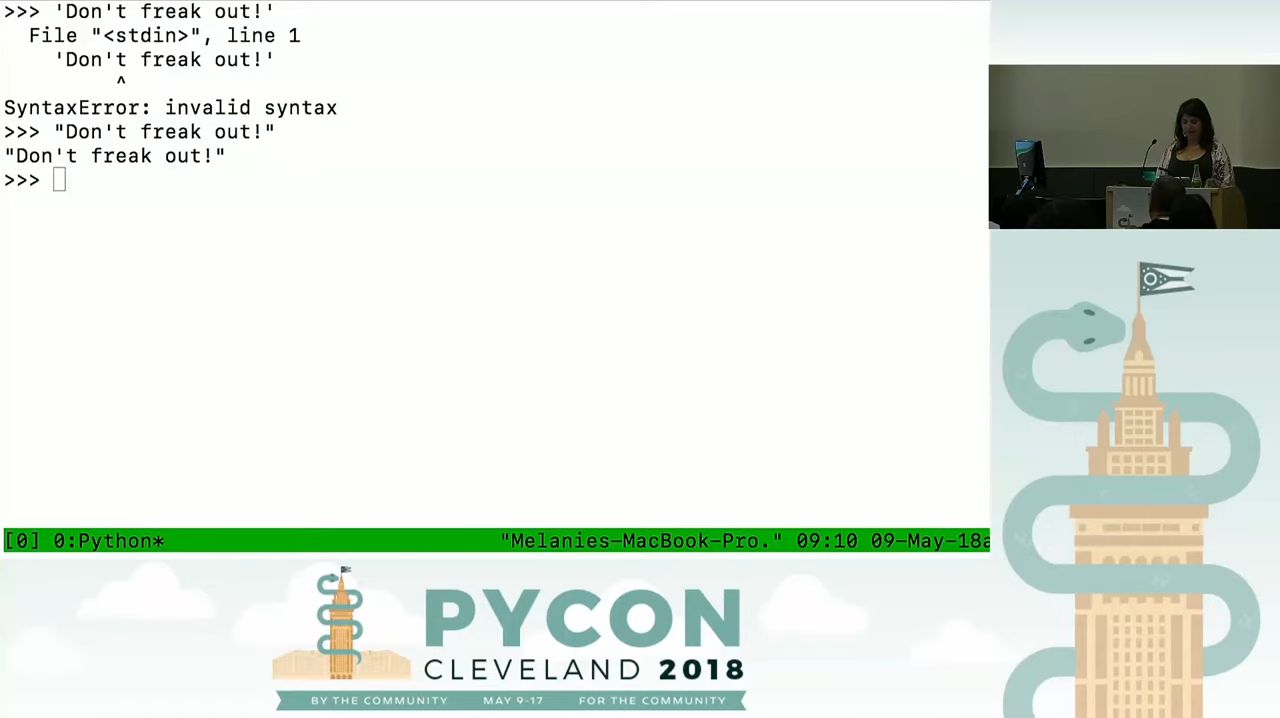 >>> 'Don't freak out!'
  File "<stdin>", line 1
    'Don't freak out!'
         ^
SyntaxError: invalid syntax
>>> "Don't freak out!"
"Don't freak out!"
>>>
[0] 0:Python* "Melanies-MacBook-Pro." 09:10 09-May-18a
PYCON
CLEVELAND 2018
BY THE COMMUNITY MAY 9-17 FOR THE COMMUNITY